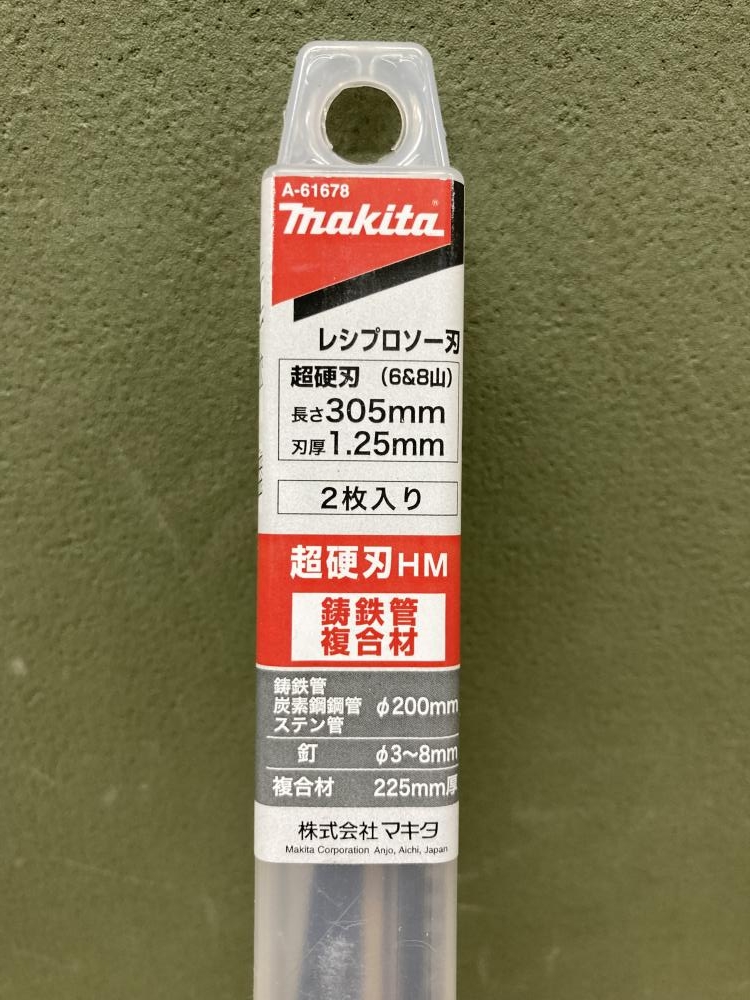 A-61678
makita®
レシプロソー刃
超硬刃 (6&8山)
長さ305mm
刃厚1.25mm
2枚入り
超硬刃HM
鋳鉄管
複合材
鋳鉄管
炭素鋼鋼管 φ200mm
ステン管
釘 φ3~8mm
複合材 225mm厚
株式会社マキタ
Makita Corporation Anjo, Aichi, Japan